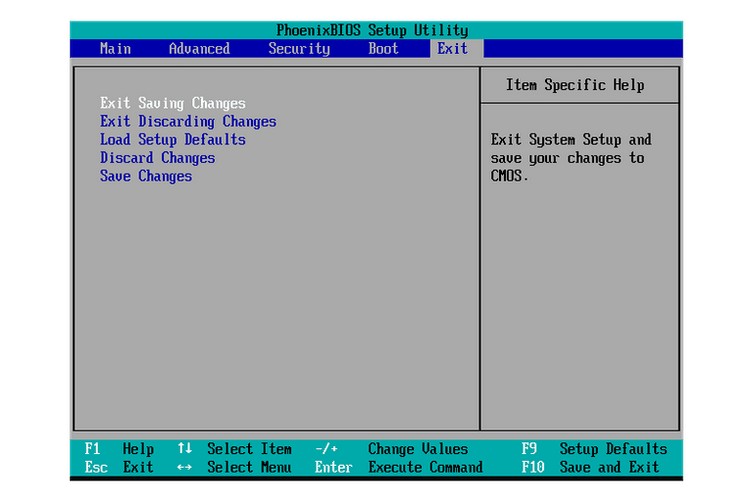 PhoenixBIOS Setup Utility
Main Advanced Security Boot Exit
Exit Saving Changes
Exit Discarding Changes
Load Setup Defaults
Discard Changes
Save Changes
Item Specific Help
Exit System Setup and
save your changes to
CMOS.
F1 Help ↑↓ Select Item -/+ Change Values F9 Setup Defaults
Esc Exit ↔ Select Menu Enter Execute Command F10 Save and Exit